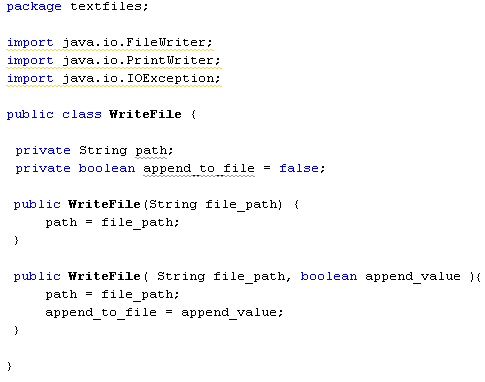 package textfiles;
import java.io.FileWriter;
import java.io.PrintWriter;
import java.io.IOException;
public class WriteFile {
private String path;
private boolean append_to_file = false;
public WriteFile(String file_path) {
path = file_path;
}
public WriteFile( String file_path, boolean append_value ){
path = file_path;
append_to_file = append_value;
}
}